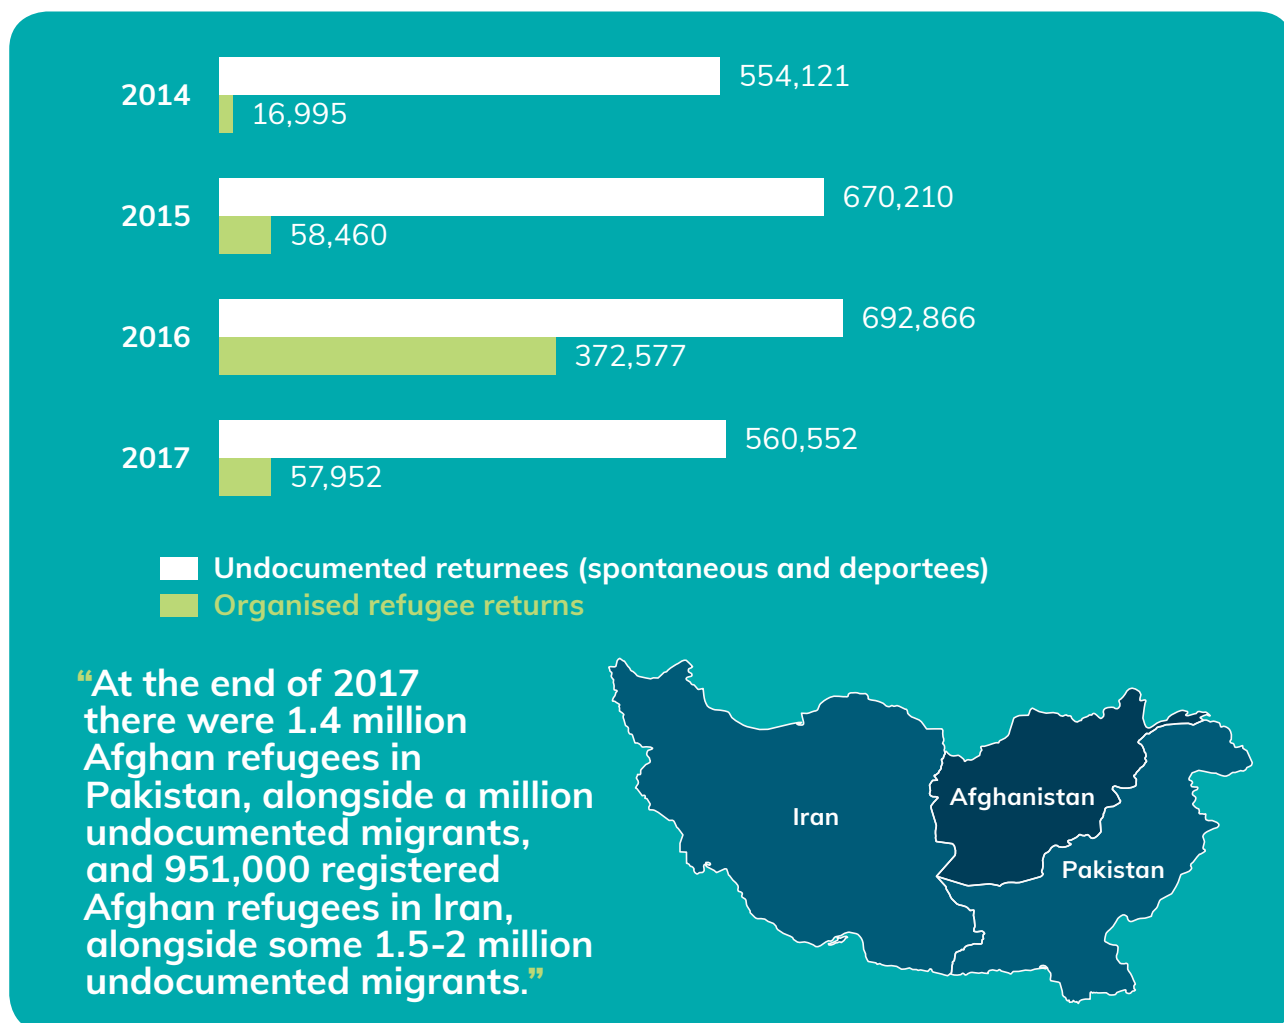 2014
554,121
16,995
2015
670,210
58,460
2016
692,866
372,577
2017
560,552
57,952
Undocumented returnees (spontaneous and deportees)
Organised refugee returns
“At the end of 2017
there were 1.4 million
Afghan refugees in
Pakistan, alongside a million
undocumented migrants,
and 951,000 registered
Afghan refugees in Iran,
alongside some 1.5-2 million
undocumented migrants.”
Iran
Afghanistan
Pakistan